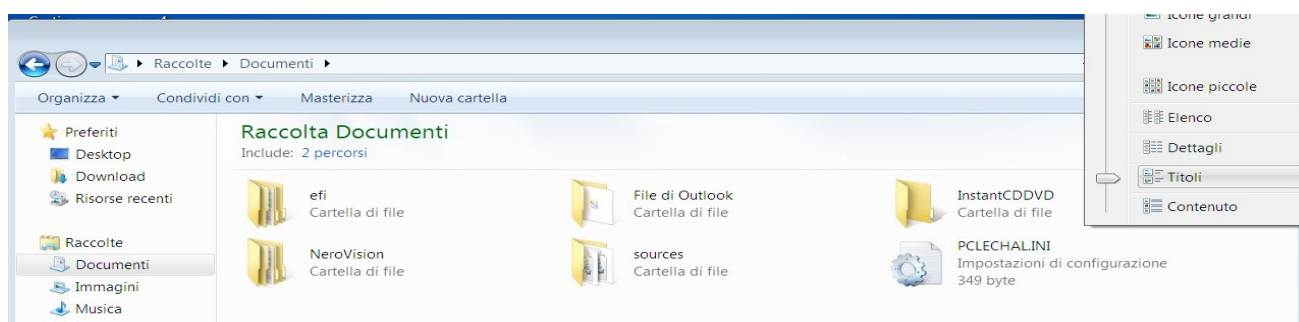 Icone grandi
Icone medie
Raccolte Documenti
Icone piccole
Organizza Condividi con Masterizza Nuova cartella
Elenco
Preferiti
Raccolta Documenti
Dettagli
Desktop
Include: 2 percorsi
Download
Titoli
Risorse recenti
efi
Cartella di file
File di Outlook
Cartella di file
InstantCDDVD
Cartella di file
Contenuto
Raccolte
NeroVision
Cartella di file
sources
Cartella di file
PCLECHAL.INI
Impostazioni di configurazione
349 byte
Documenti
Immagini
Musica